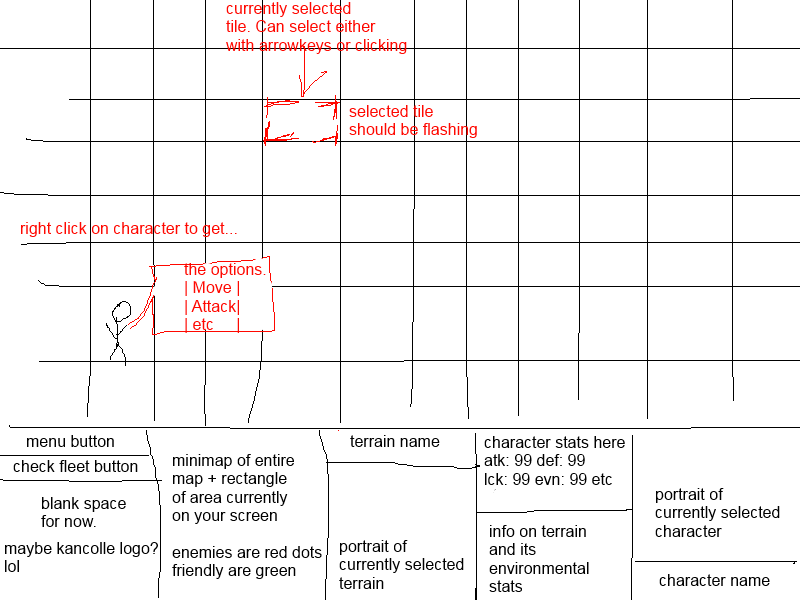 currently selected
tile. Can select either
with arrowkeys or clicking
selected tile
should be flashing
right click on character to get...
the options.
| Move |
| Attack|
| etc |
menu button
check fleet button
blank space
for now.
maybe kancolle logo?
lol
minimap of entire
map + rectangle
of area currently
on your screen
enemies are red dots
friendly are green
terrain name
portrait of
currently selected
terrain
character stats here
atk: 99 def: 99
lck: 99 evn: 99 etc
info on terrain
and its
environmental
stats
portrait of
currently selected
character
character name